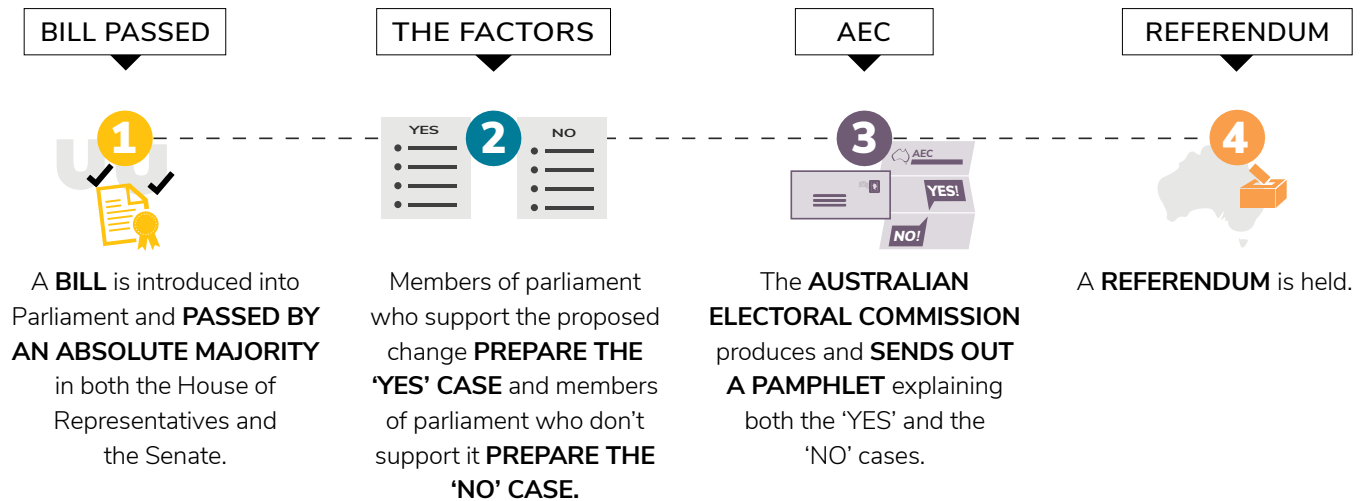 BILL PASSED
THE FACTORS
AEC
REFERENDUM
1
YES
2
NO
3
AEC
YES!
NO!
4
A BILL is introduced into
Parliament and PASSED BY
AN ABSOLUTE MAJORITY
in both the House of
Representatives and
the Senate.
Members of parliament
who support the proposed
change PREPARE THE
‘YES’ CASE and members
of parliament who don’t
support it PREPARE THE
‘NO’ CASE.
The AUSTRALIAN
ELECTORAL COMMISSION
produces and SENDS OUT
A PAMPHLET explaining
both the ‘YES’ and the
‘NO’ cases.
A REFERENDUM is held.